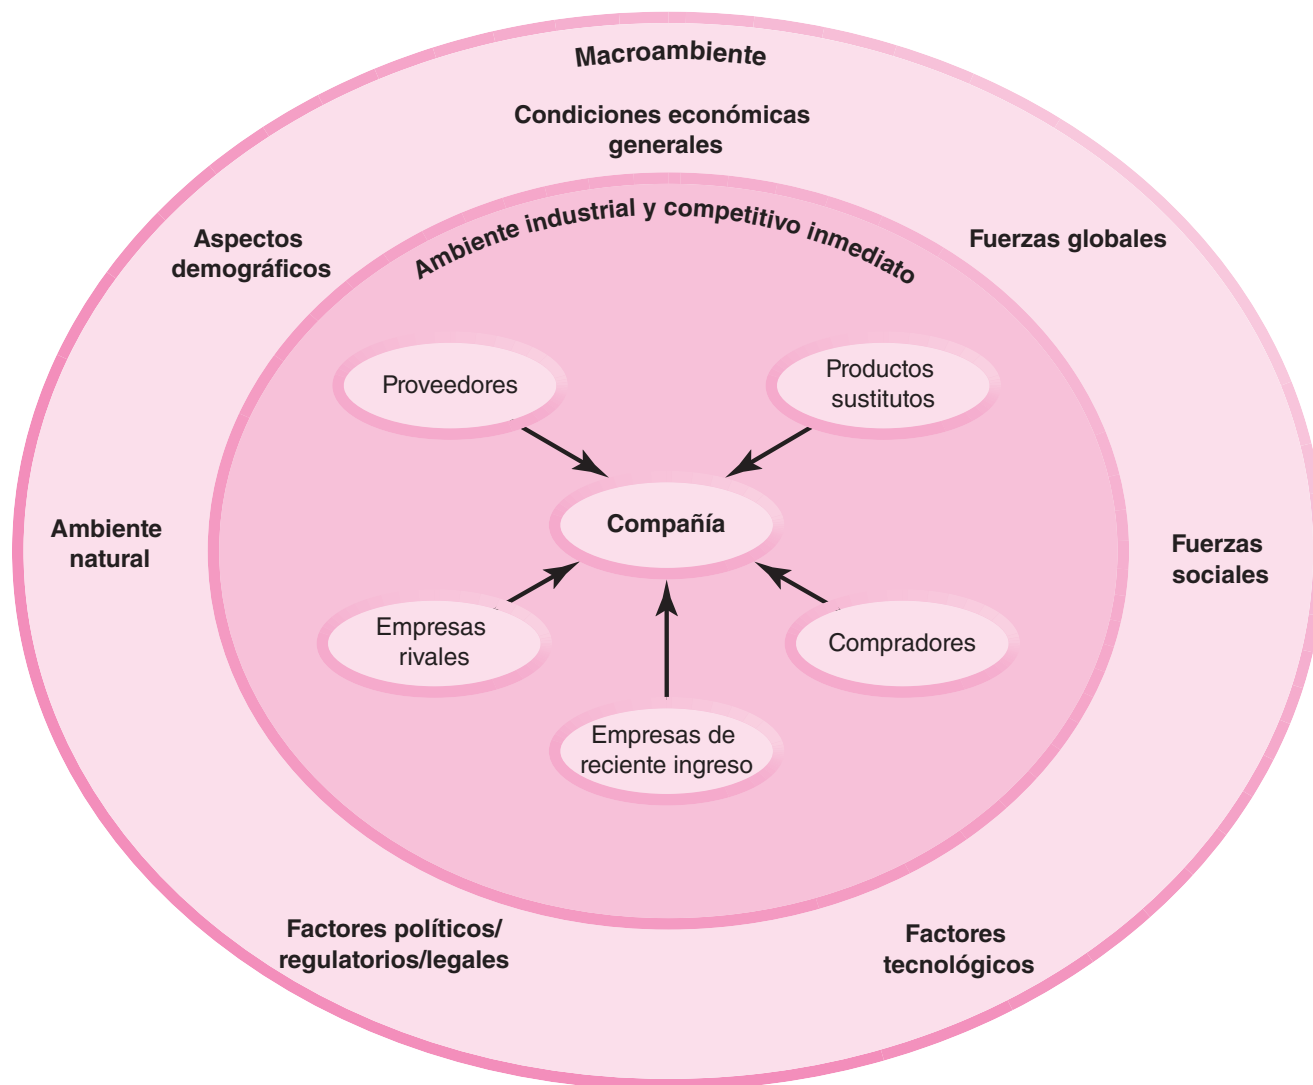 Macroambiente
Condiciones económicas
generales
Ambiente industrial y competitivo inmediato
Aspectos
demográficos
Fuerzas globales
Proveedores
Productos
sustitutos
Compañía
Ambiente
natural
Fuerzas
sociales
Empresas
rivales
Compradores
Empresas de
reciente ingreso
Factores políticos/
regulatorios/legales
Factores
tecnológicos